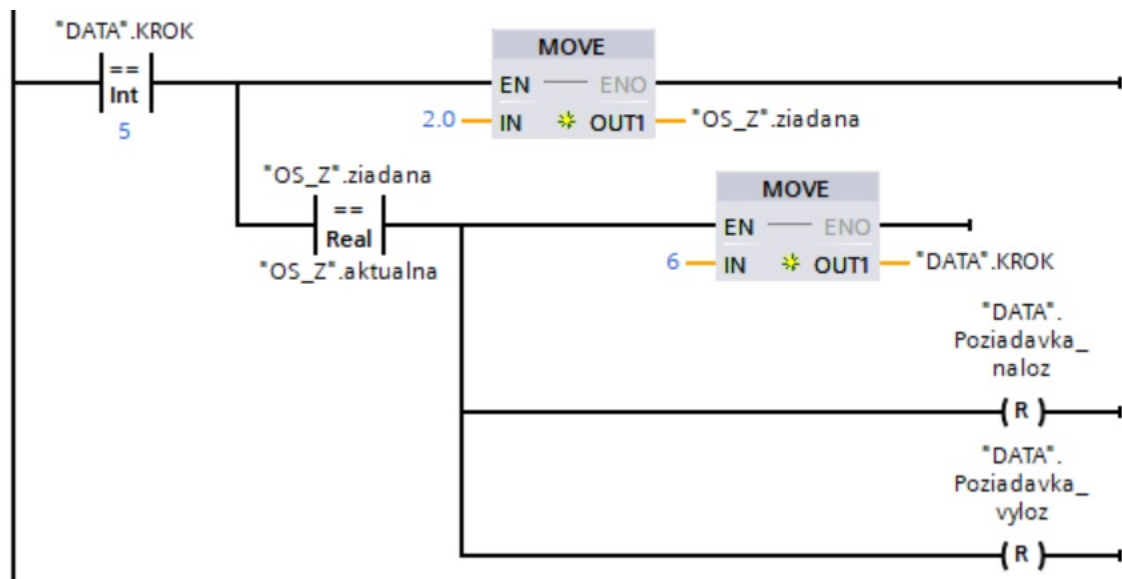 "DATA".KROK
==
Int
5
MOVE
EN ENO
2.0 IN OUT1 "OS_Z".ziadana
"OS_Z".ziadana
==
Real
"OS_Z".aktualna
MOVE
EN ENO
6 IN OUT1 "DATA".KROK
"DATA".
Poziadavka_
naloz
( R )
"DATA".
Poziadavka_
vyloz
( R )